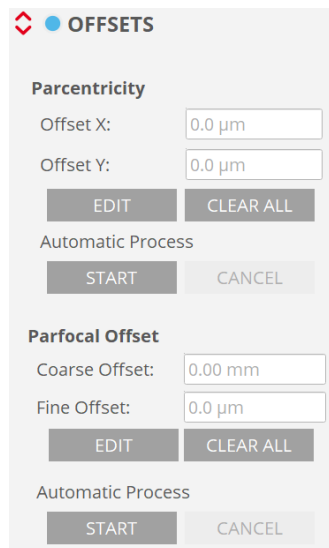 OFFSETS
Parcentricity
Offset X: 0.0 µm
Offset Y: 0.0 µm
EDIT CLEAR ALL
Automatic Process
START CANCEL
Parfocal Offset
Coarse Offset: 0.00 mm
Fine Offset: 0.0 µm
EDIT CLEAR ALL
Automatic Process
START CANCEL